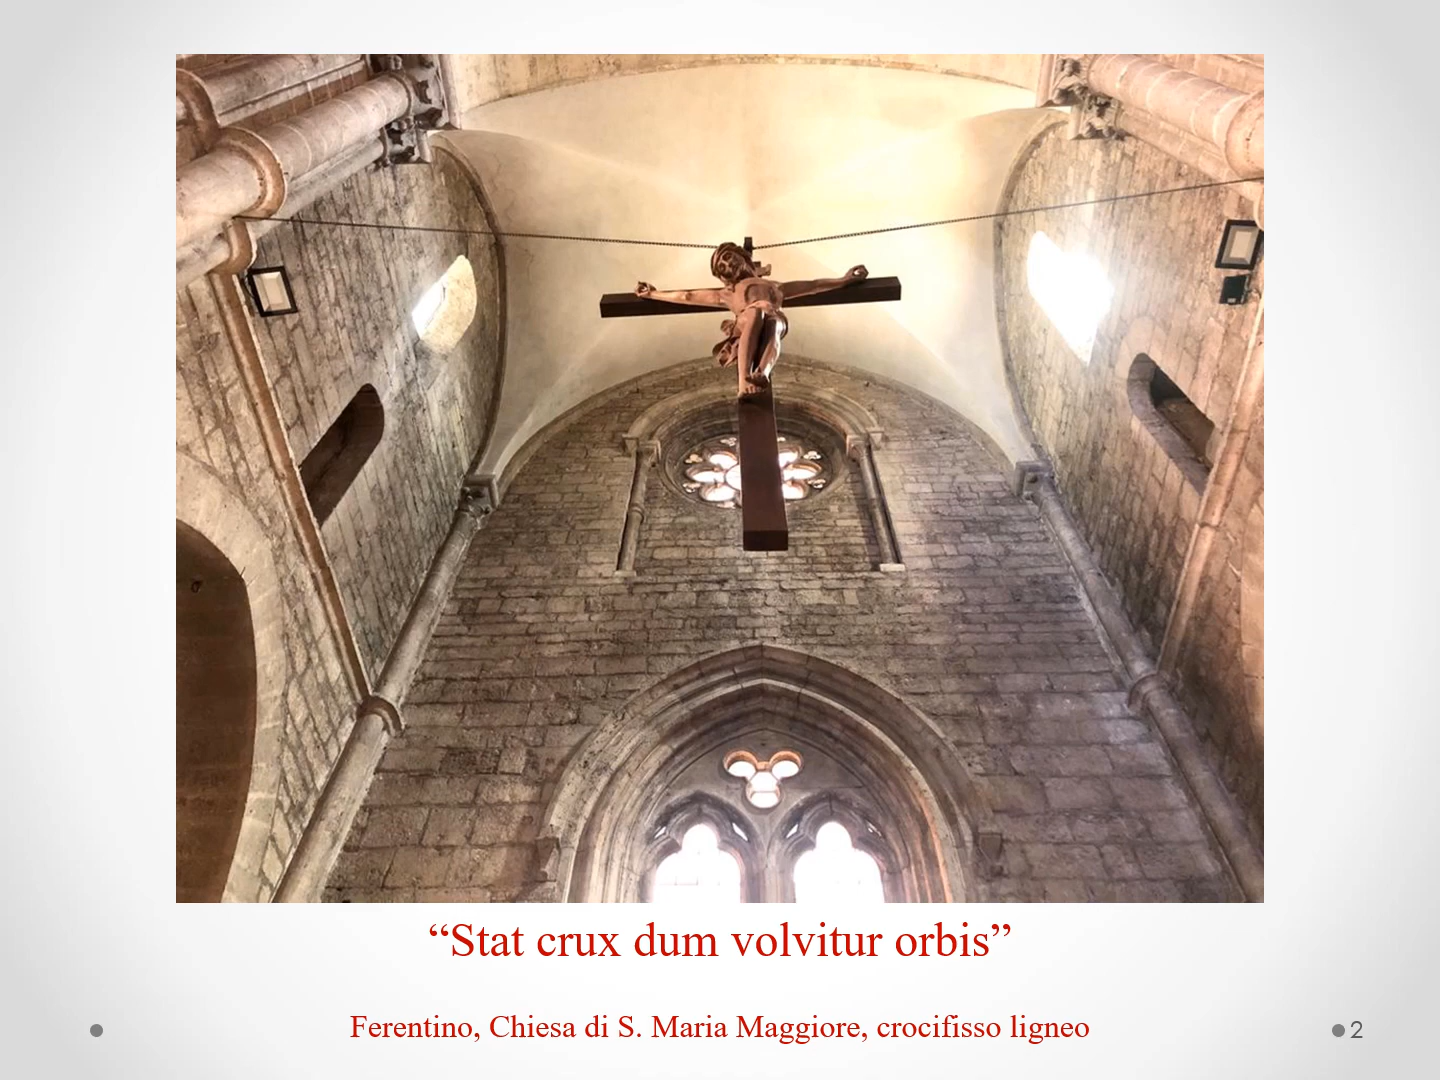 “Stat crux dum volvitur orbis”
Ferentino, Chiesa di S. Maria Maggiore, crocifisso ligneo
2